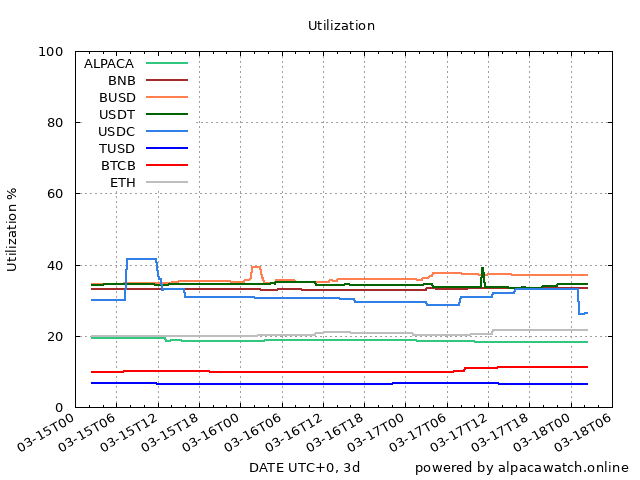 Utilization
100
80
60
40
20
0
Utilization %
ALPACA
BNB
BUSD
USDT
USDC
TUSD
BTCB
ETH
03-15T00
03-15T06
03-15T12
03-15T18
03-16T00
03-16T06
03-16T12
03-16T18
03-17T00
03-17T06
03-17T12
03-17T18
03-18T00
03-18T06
DATE UTC+0, 3d
powered by alpacawatch.online